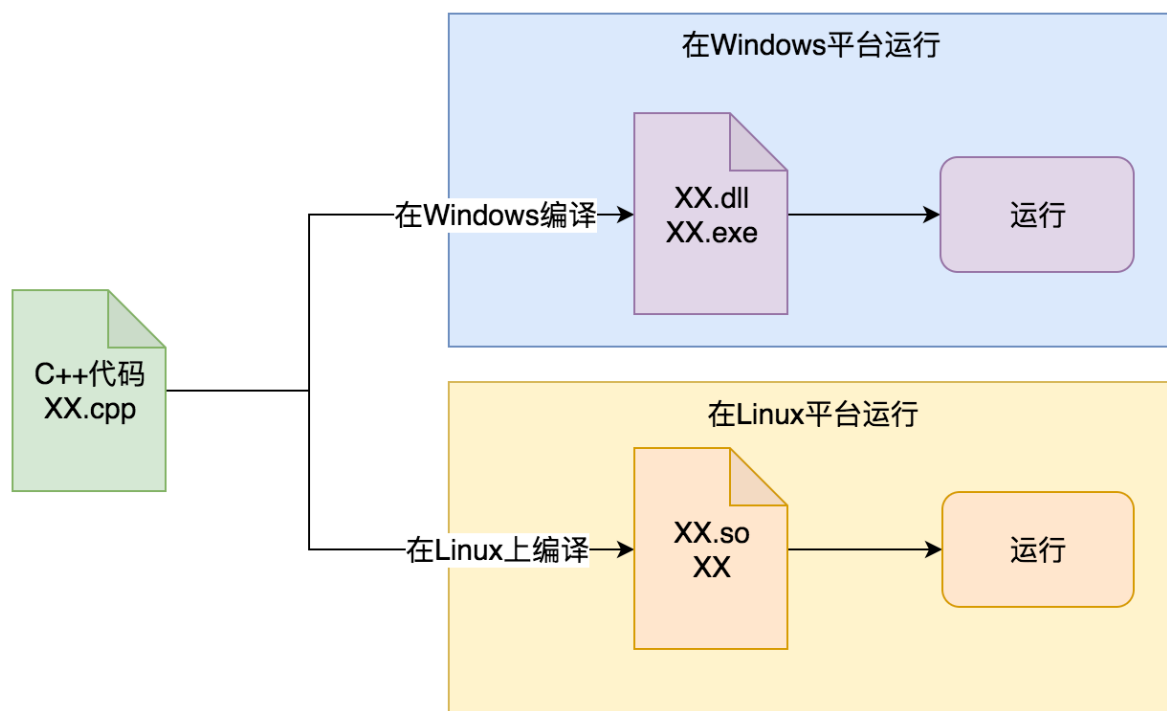 在Windows平台运行
XX.dll
XX.exe
在Windows编译
运行
C++代码
XX.cpp
在Linux平台运行
XX.so
XX
在Linux上编译
运行